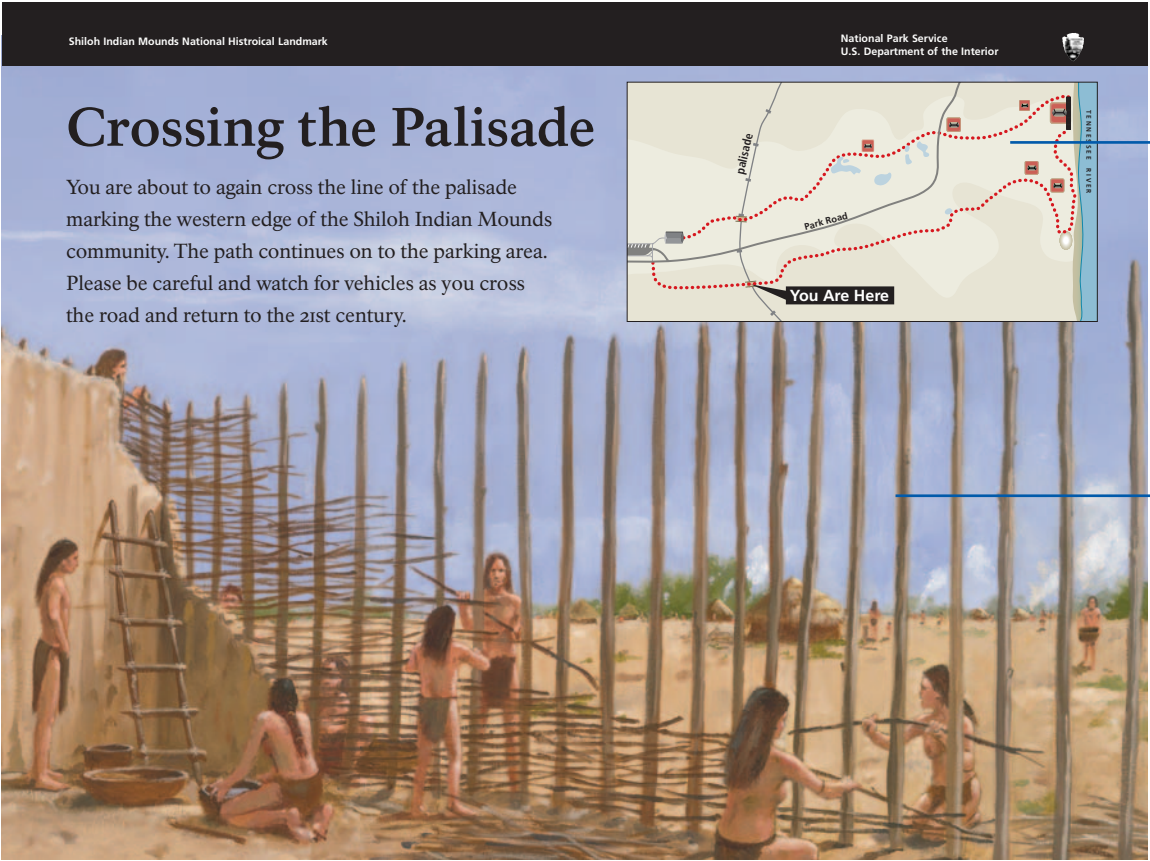 Shiloh Indian Mounds National Histroical Landmark
National Park Service
U.S. Department of the Interior
Crossing the Palisade
You are about to again cross the line of the palisade
marking the western edge of the Shiloh Indian Mounds
community. The path continues on to the parking area.
Please be careful and watch for vehicles as you cross
the road and return to the 21st century.
palisade
Park Road
TENNESSEE RIVER
You Are Here